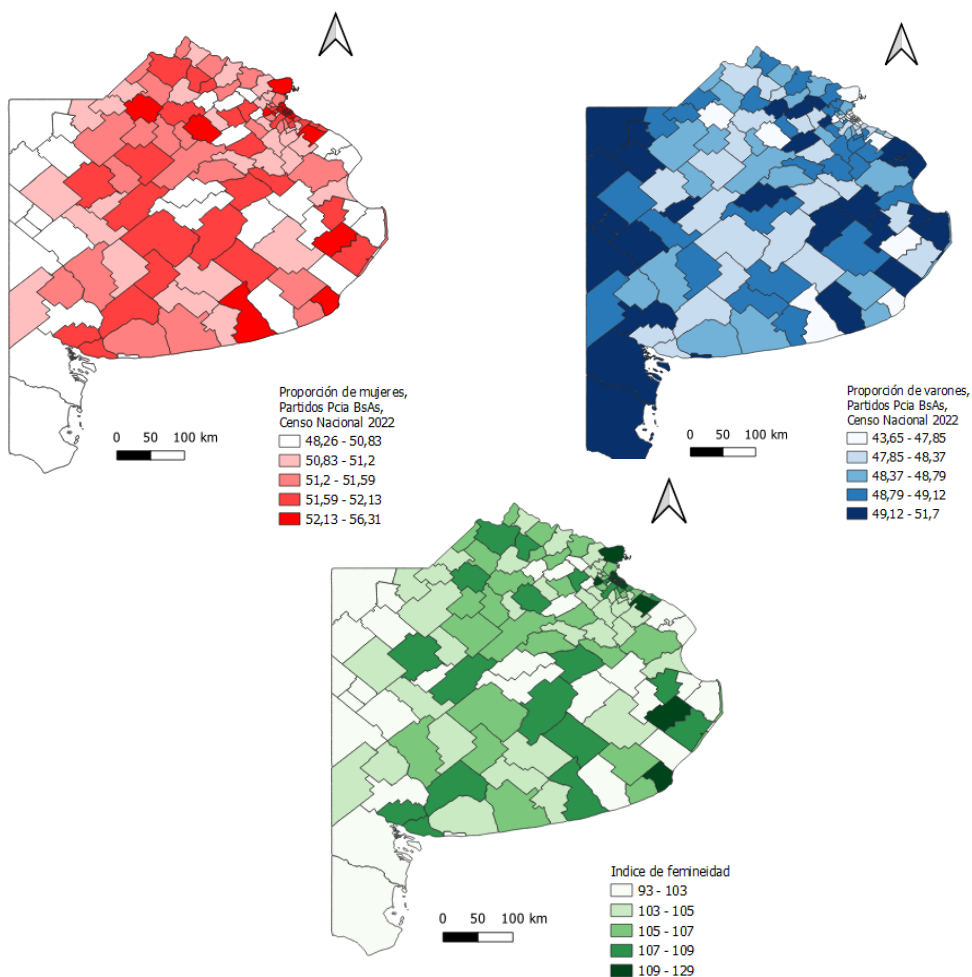 Proporción de mujeres,
Partidos Pcia BsAs,
Censo Nacional 2022
48,26 - 50,83
50,83 - 51,2
51,2 - 51,59
51,59 - 52,13
52,13 - 56,31
0 50 100 km
Proporción de varones,
Partidos Pcia BsAs,
Censo Nacional 2022
43,65 - 47,85
47,85 - 48,37
48,37 - 48,79
48,79 - 49,12
49,12 - 51,7
0 50 100 km
Indice de femineidad
93 - 103
103 - 105
105 - 107
107 - 109
109 - 129
0 50 100 km